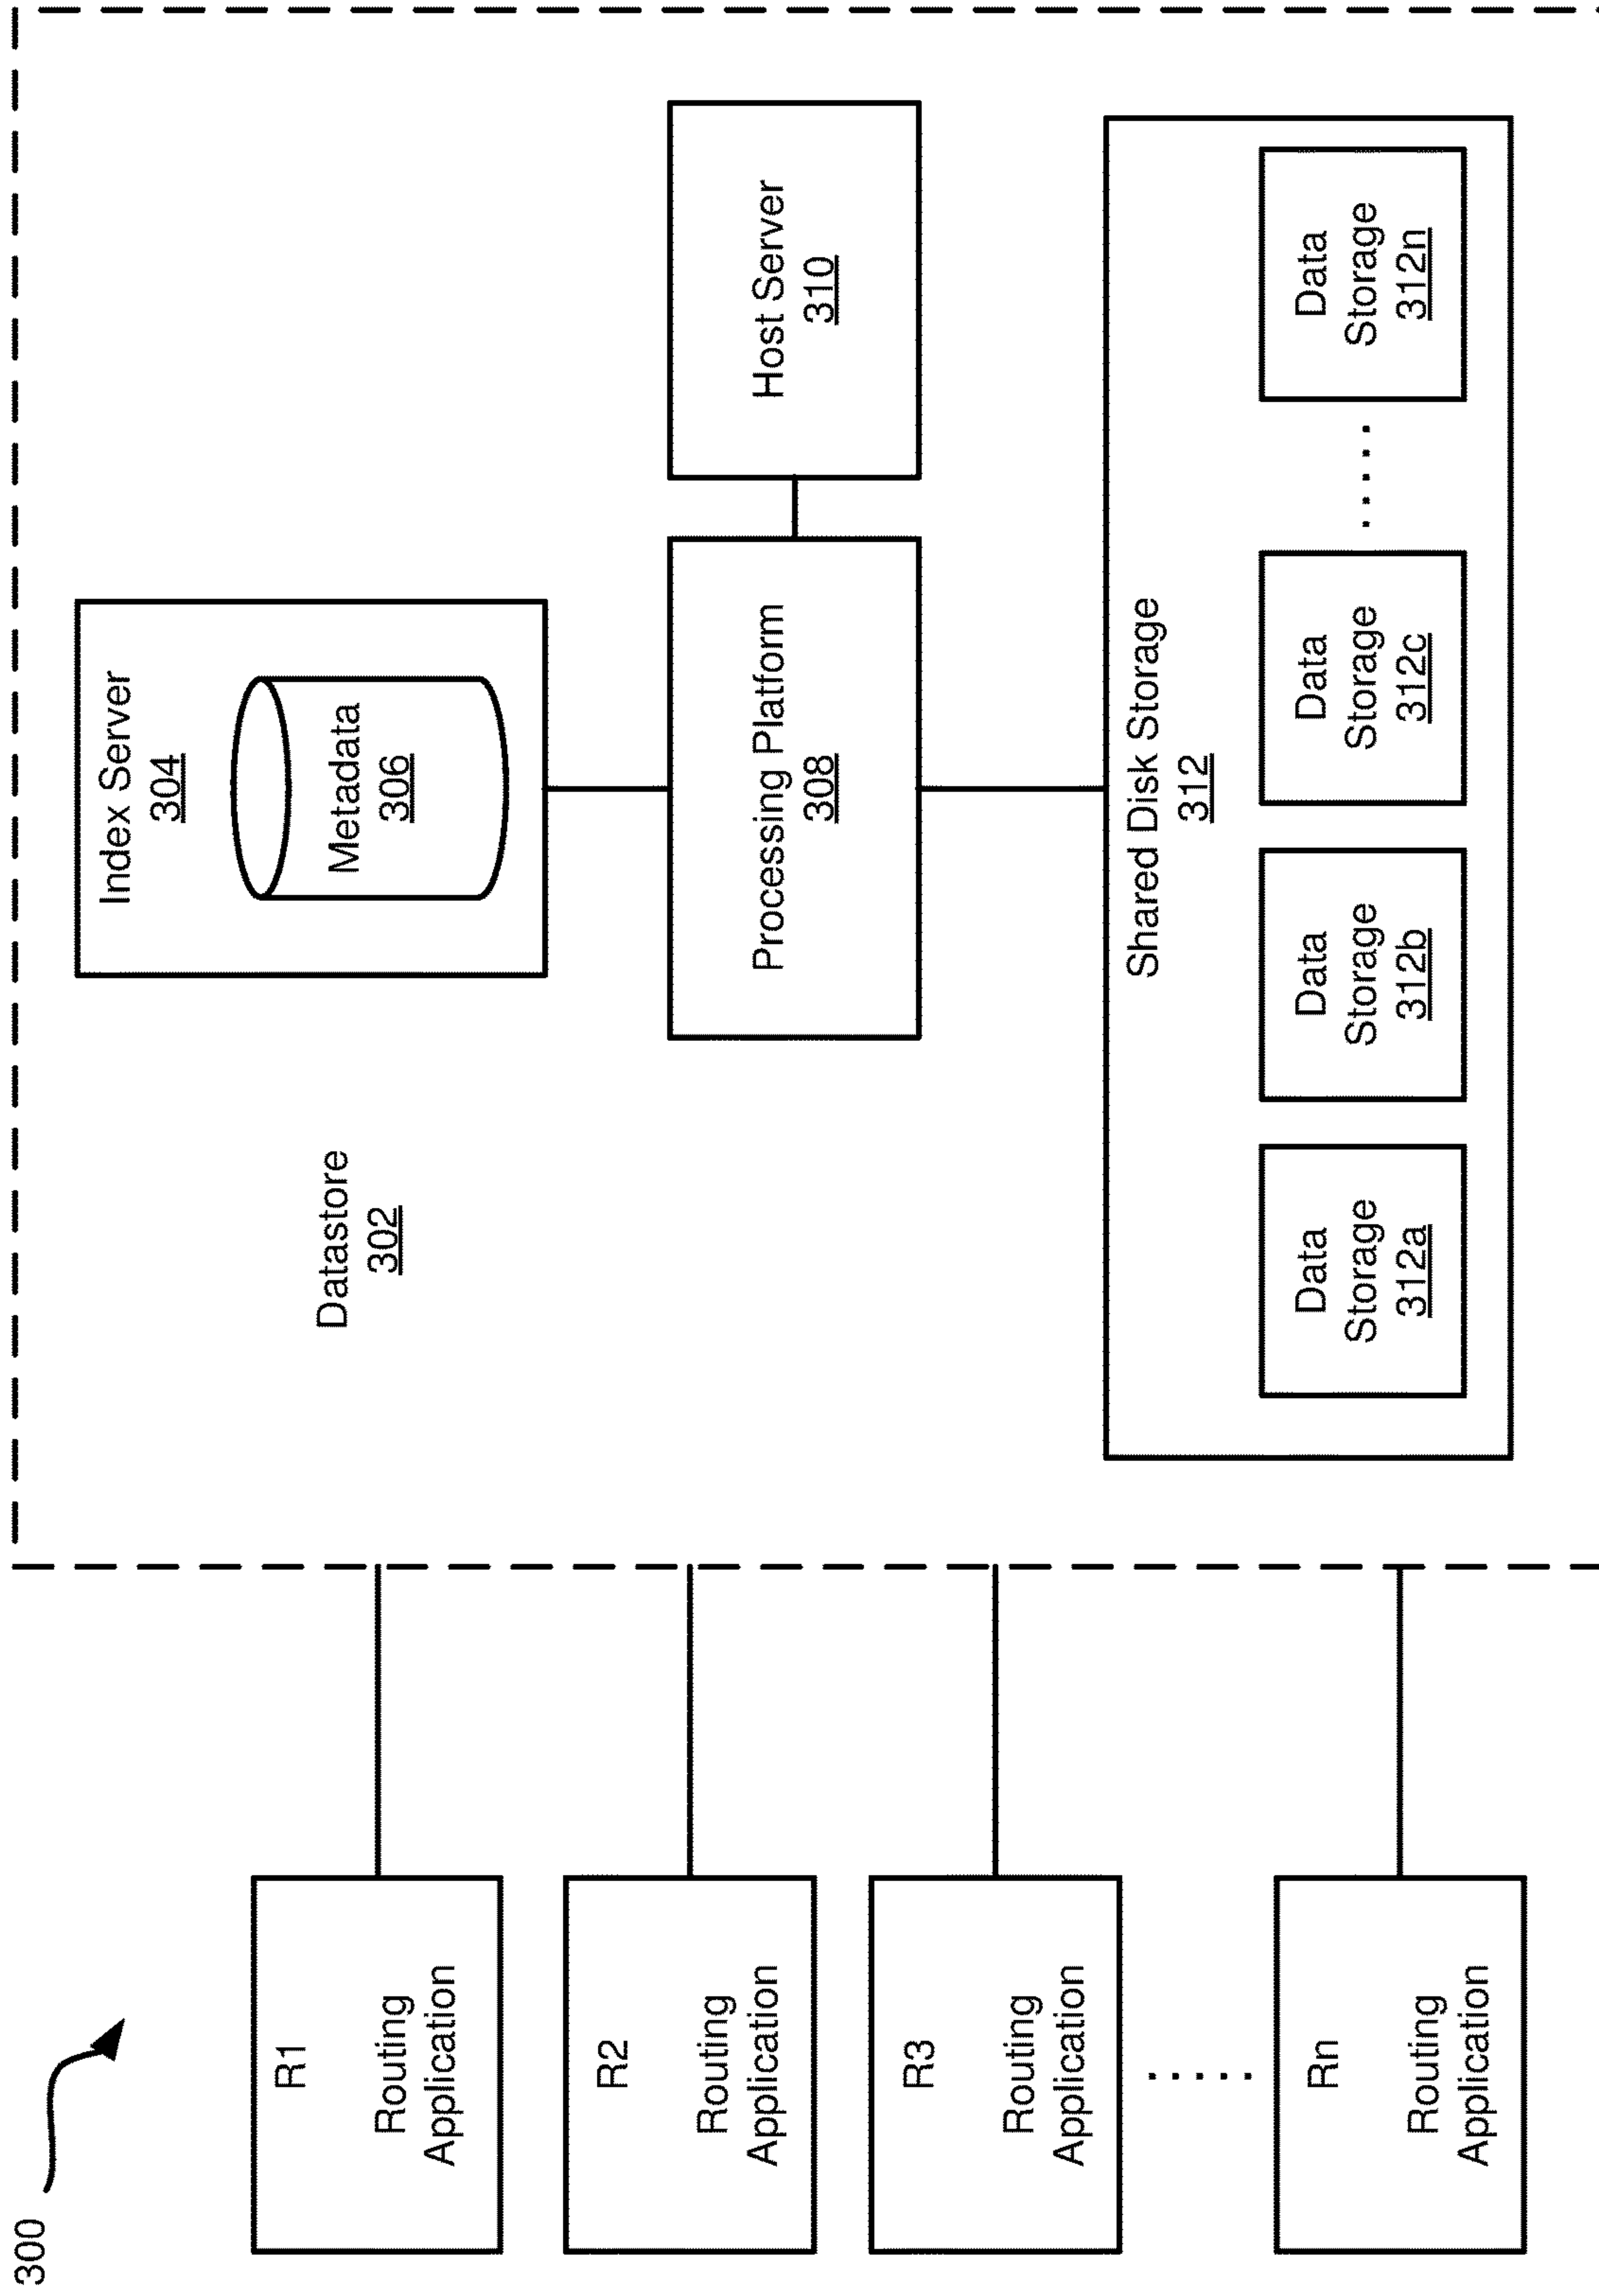 300
R1
Routing
Application
R2
Routing
Application
R3
Routing
Application
.....
Rn
Routing
Application
Datastore
302
Index Server
304
Metadata
306
Processing Platform
308
Host Server
310
Shared Disk Storage
312
Data
Storage
312a
Data
Storage
312b
Data
Storage
312c
.....
Data
Storage
312n